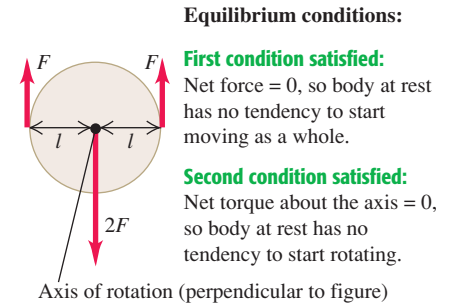 Equilibrium conditions:
F
F
First condition satisfied:
Net force = 0, so body at rest
has no tendency to start
moving as a whole.
l
l
Second condition satisfied:
Net torque about the axis = 0,
so body at rest has no
tendency to start rotating.
2F
Axis of rotation (perpendicular to figure)